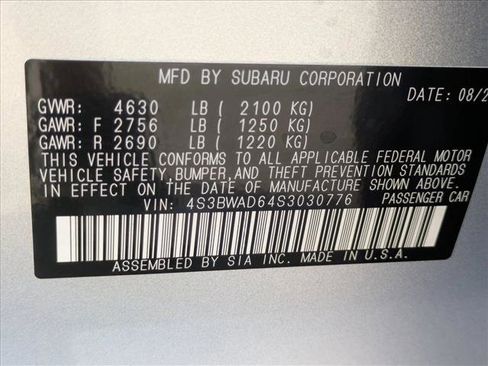 MFD BY SUBARU CORPORATION
DATE: 08/2
GVWR: 4630 LB ( 2100 KG)
GAWR: F 2756 LB ( 1250 KG)
GAWR: R 2690 LB ( 1220 KG)
THIS VEHICLE CONFORMS TO ALL APPLICABLE FEDERAL MOTOR
VEHICLE SAFETY, BUMPER, AND THEFT PREVENTION STANDARDS
IN EFFECT ON THE DATE OF MANUFACTURE SHOWN ABOVE.
VIN: 4S3BWAD64S3030776 PASSENGER CAR
ASSEMBLED BY SIA INC. MADE IN U.S.A.